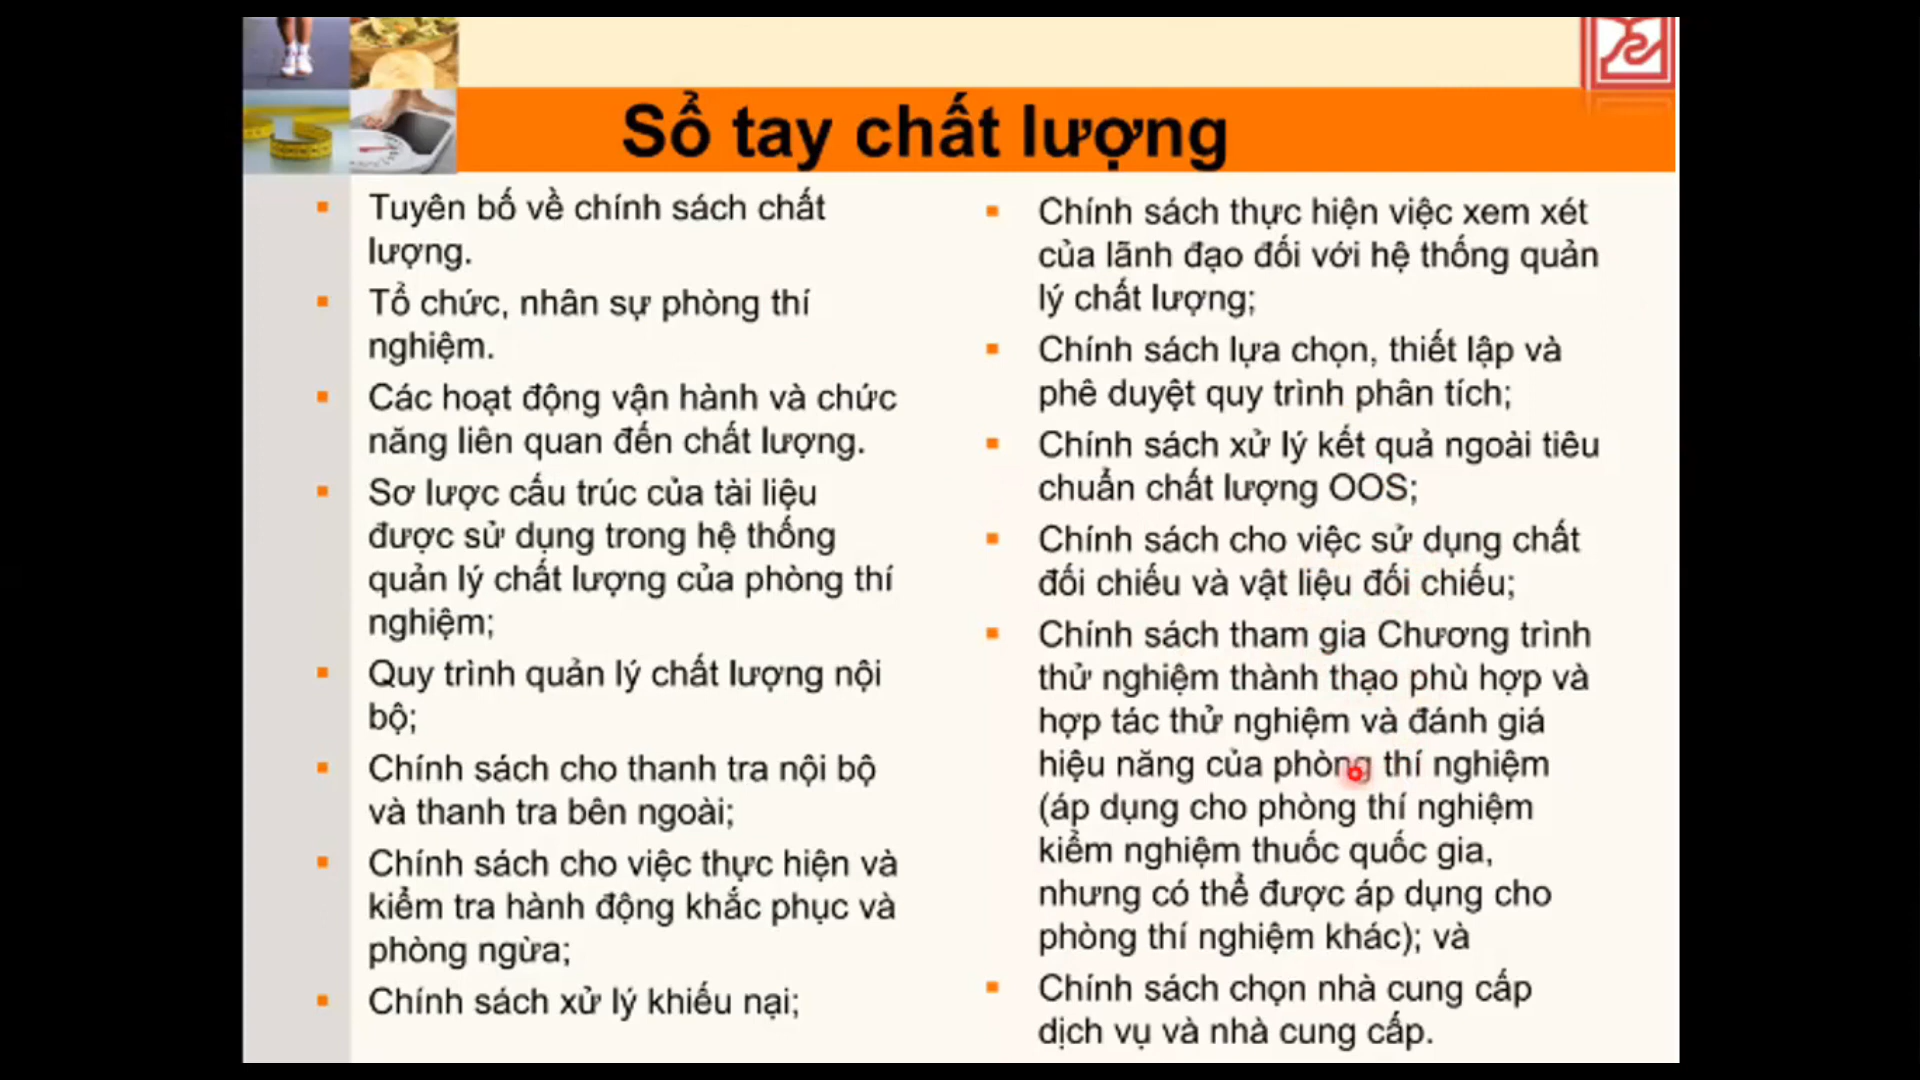 Sổ tay chất lượng
Tuyên bố về chính sách chất
lượng.
Tổ chức, nhân sự phòng thí
nghiệm.
Các hoạt động vận hành và chức
năng liên quan đến chất lượng.
Sơ lược cấu trúc của tài liệu
được sử dụng trong hệ thống
quản lý chất lượng của phòng thí
nghiệm;
Quy trình quản lý chất lượng nội
bộ;
Chính sách cho thanh tra nội bộ
và thanh tra bên ngoài;
Chính sách cho việc thực hiện và
kiểm tra hành động khắc phục và
phòng ngừa;
Chính sách xử lý khiếu nại;
Chính sách thực hiện việc xem xét
của lãnh đạo đối với hệ thống quản
lý chất lượng;
Chính sách lựa chọn, thiết lập và
phê duyệt quy trình phân tích;
Chính sách xử lý kết quả ngoài tiêu
chuẩn chất lượng OOS;
Chính sách cho việc sử dụng chất
đối chiếu và vật liệu đối chiếu;
Chính sách tham gia Chương trình
thử nghiệm thành thạo phù hợp và
hợp tác thử nghiệm và đánh giá
hiệu năng của phòng thí nghiệm
(áp dụng cho phòng thí nghiệm
kiểm nghiệm thuốc quốc gia,
nhưng có thể được áp dụng cho
phòng thí nghiệm khác); và
Chính sách chọn nhà cung cấp
dịch vụ và nhà cung cấp.